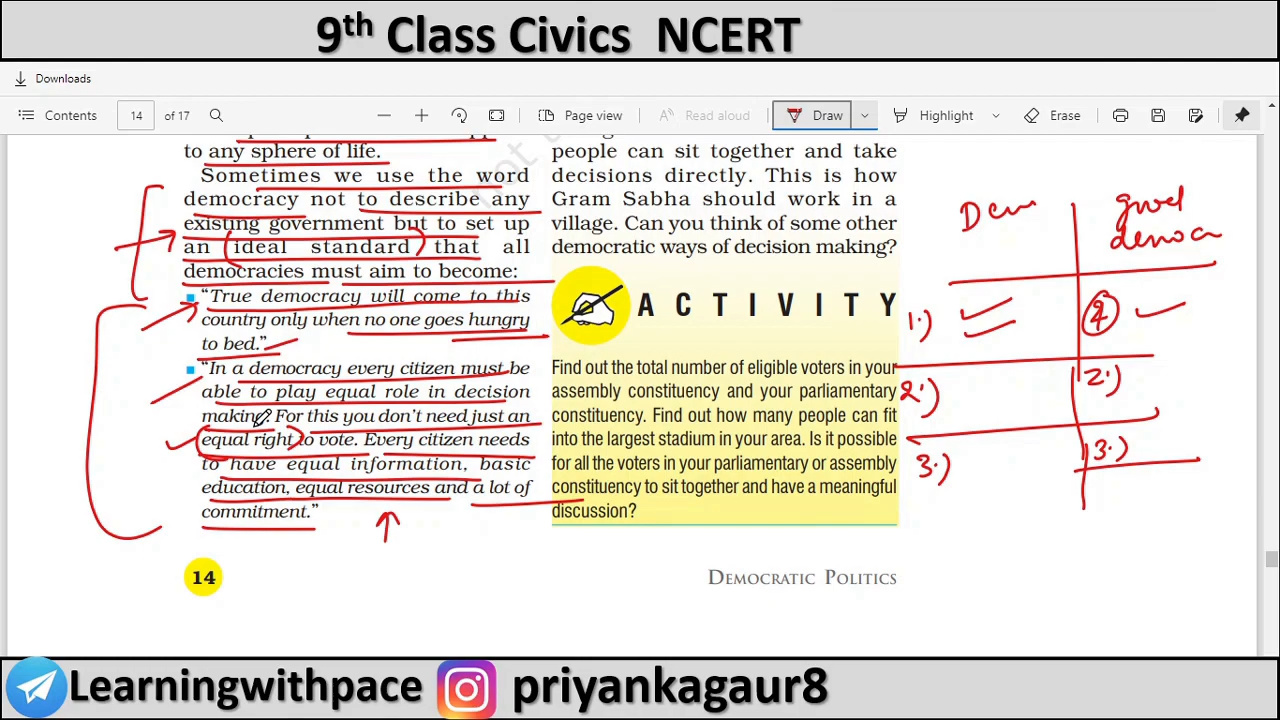 9th Class Civics NCERT
Downloads
Contents
14
of 17
Page view
Read aloud
Draw
Highlight
Erase
to any sphere of life.
Sometimes we use the word
democracy not to describe any
existing government but to set up
an ideal standard that all
democracies must aim to become:
"True democracy will come to this
country only when no one goes hungry
to bed."
"In a democracy every citizen must be
able to play equal role in decision
making. For this you don't need just an
equal right to vote. Every citizen needs
to have equal information, basic
education, equal resources and a lot of
commitment."
people can sit together and take
decisions directly. This is how
Gram Sabha should work in a
village. Can you think of some other
democratic ways of decision making?
ACTIVITY
Find out the total number of eligible voters in your
assembly constituency and your parliamentary
constituency. Find out how many people can fit
into the largest stadium in your area. Is it possible
for all the voters in your parliamentary or assembly
constituency to sit together and have a meaningful
discussion?
Dem
good
democ
1.)
2.)
2.)
3.)
3.)
14
DEMOCRATIC POLITICS
Learningwithpace
priyankagaur8